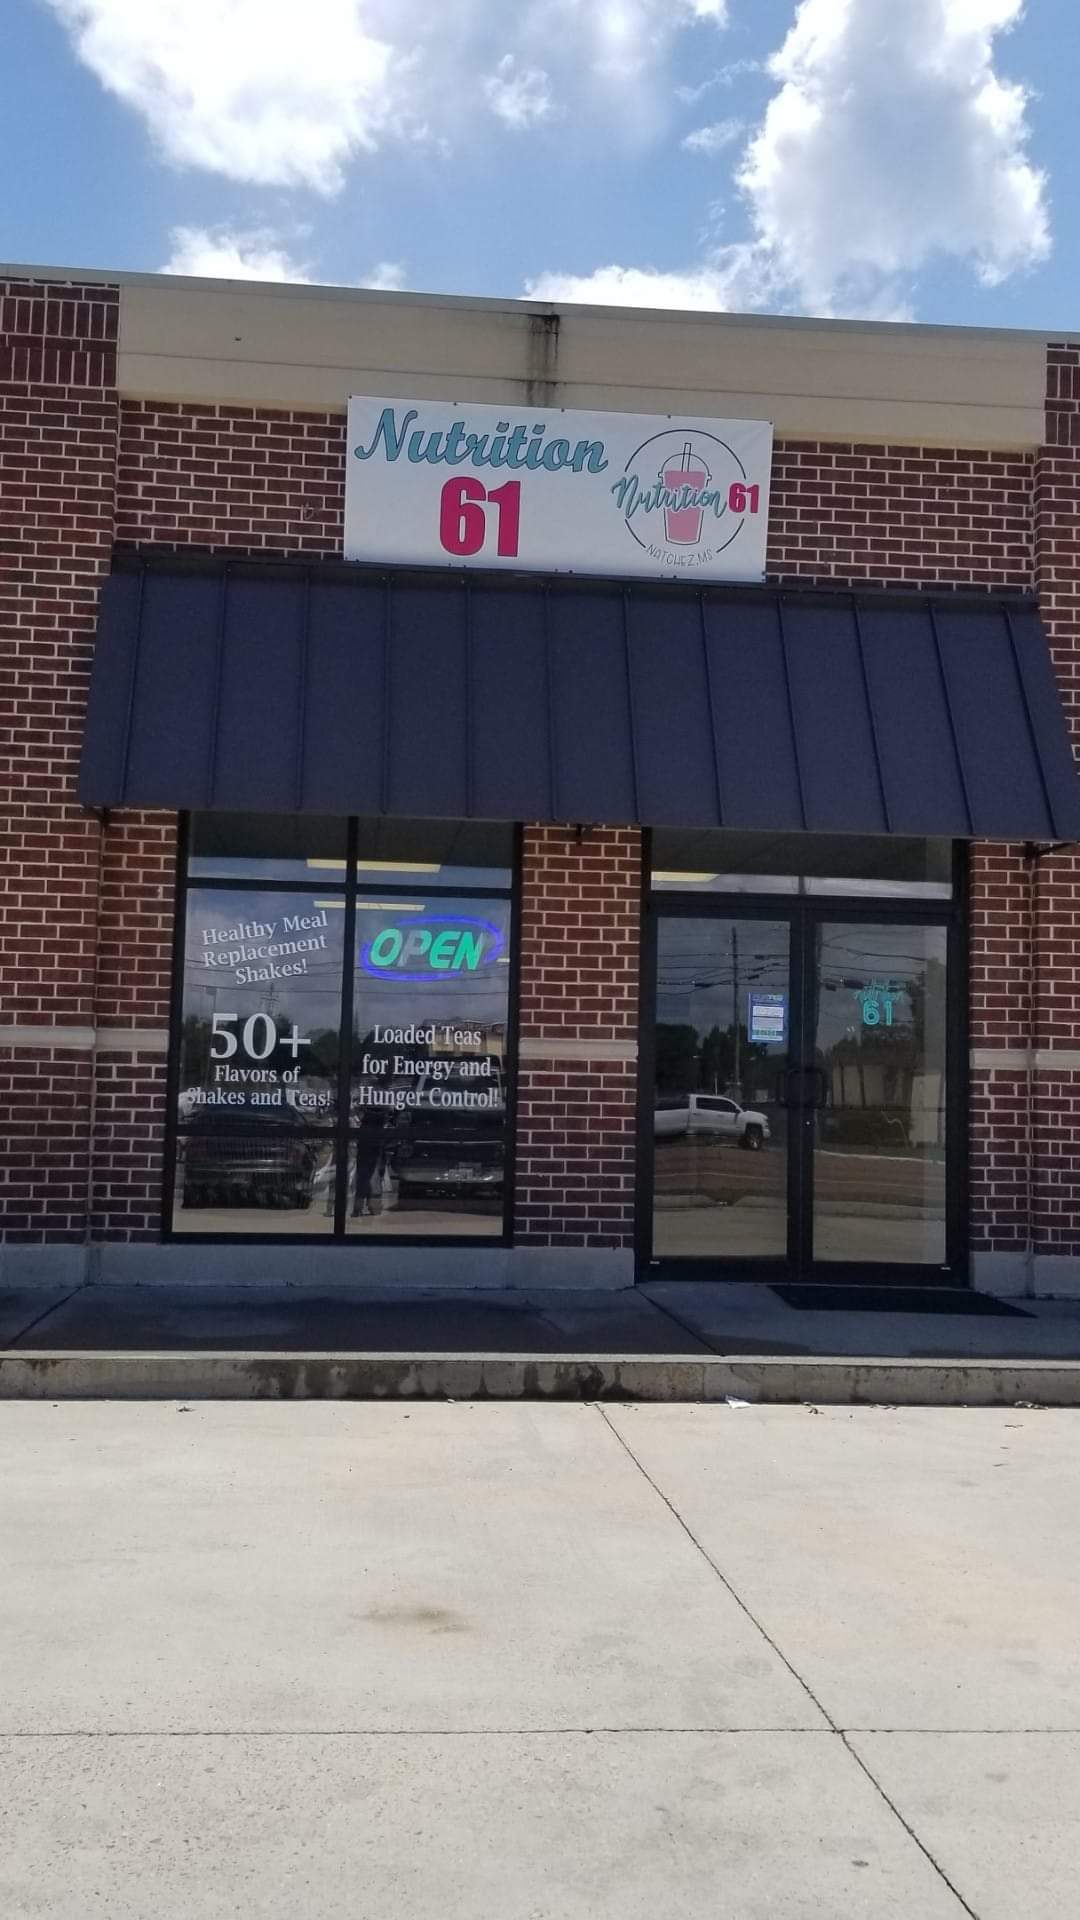 Nutrition
61
Nutrition 61
NATCHEZ, MS
Healthy Meal
Replacement
Shakes!
50+
Flavors of
Shakes and Teas!
OPEN
Loaded Teas
for Energy and
Hunger Control!
nutrition
61